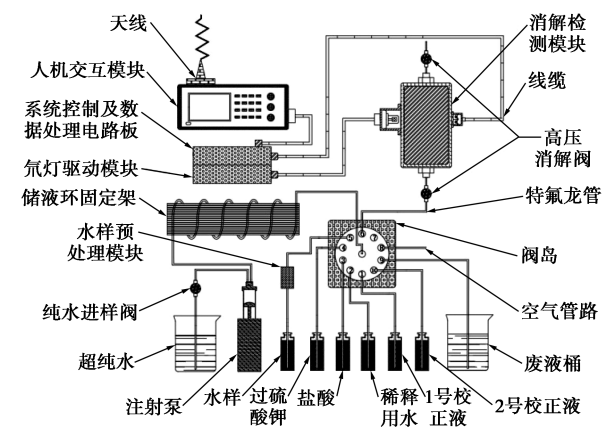 天线
人机交互模块
系统控制及数
据处理电路板
氘灯驱动模块
储液环固定架
水样预
处理模块
纯水进样阀
超纯水
注射泵
水样
过硫
酸钾
盐酸
稀释
用水
1号校
正液
2号校正液
废液桶
空气管路
阀岛
特氟龙管
高压
消解阀
线缆
消解检
测模块